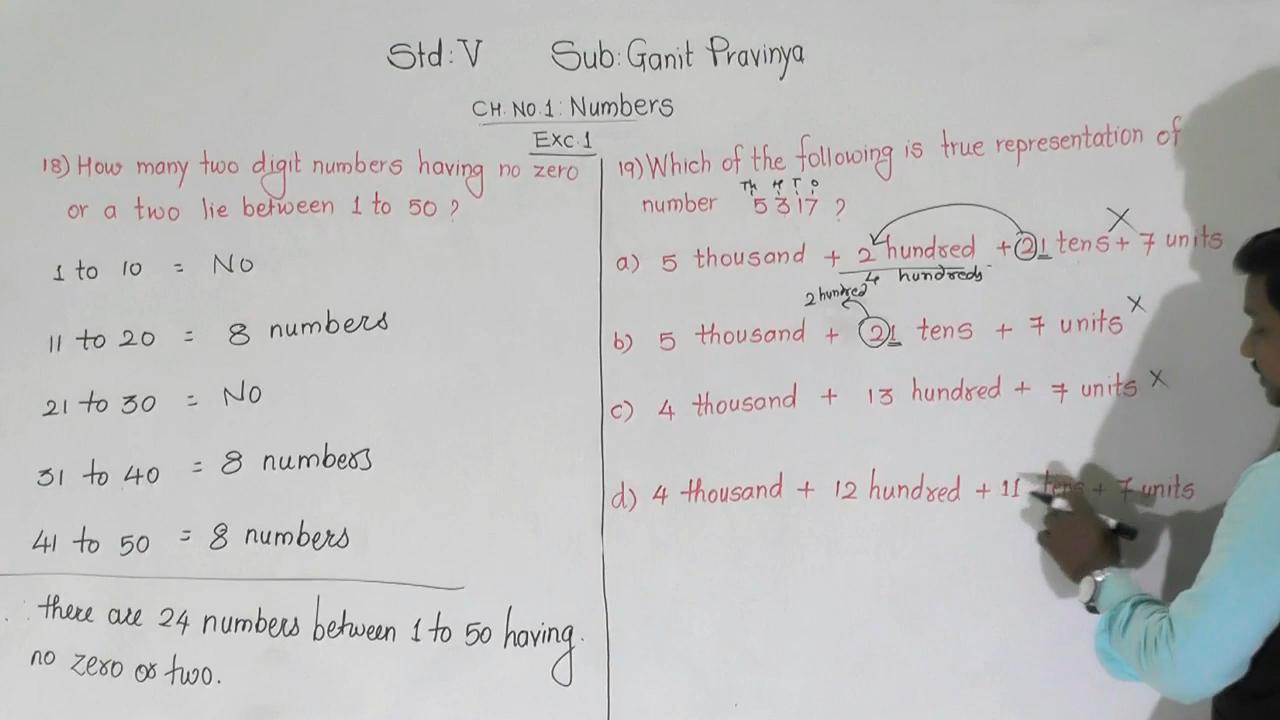 Std: V Sub: Ganit Pravinya
CH. NO. 1: Numbers
Exc. 1
18) How many two digit numbers having no zero
or a two lie between 1 to 50 ?
1 to 10 = No
11 to 20 = 8 numbers
21 to 30 = No
31 to 40 = 8 numbers
41 to 50 = 8 numbers
there are 24 numbers between 1 to 50 having
no zero or two.
19) Which of the following is true representation of
Th H T O
number 5317 ?
a) 5 thousand + 2 hundred + 21 tens + 7 units X
4 hundreds
2 hundred
b) 5 thousand + 21 tens + 7 units X
c) 4 thousand + 13 hundred + 7 units X
d) 4 thousand + 12 hundred + 11 tens + 7 units